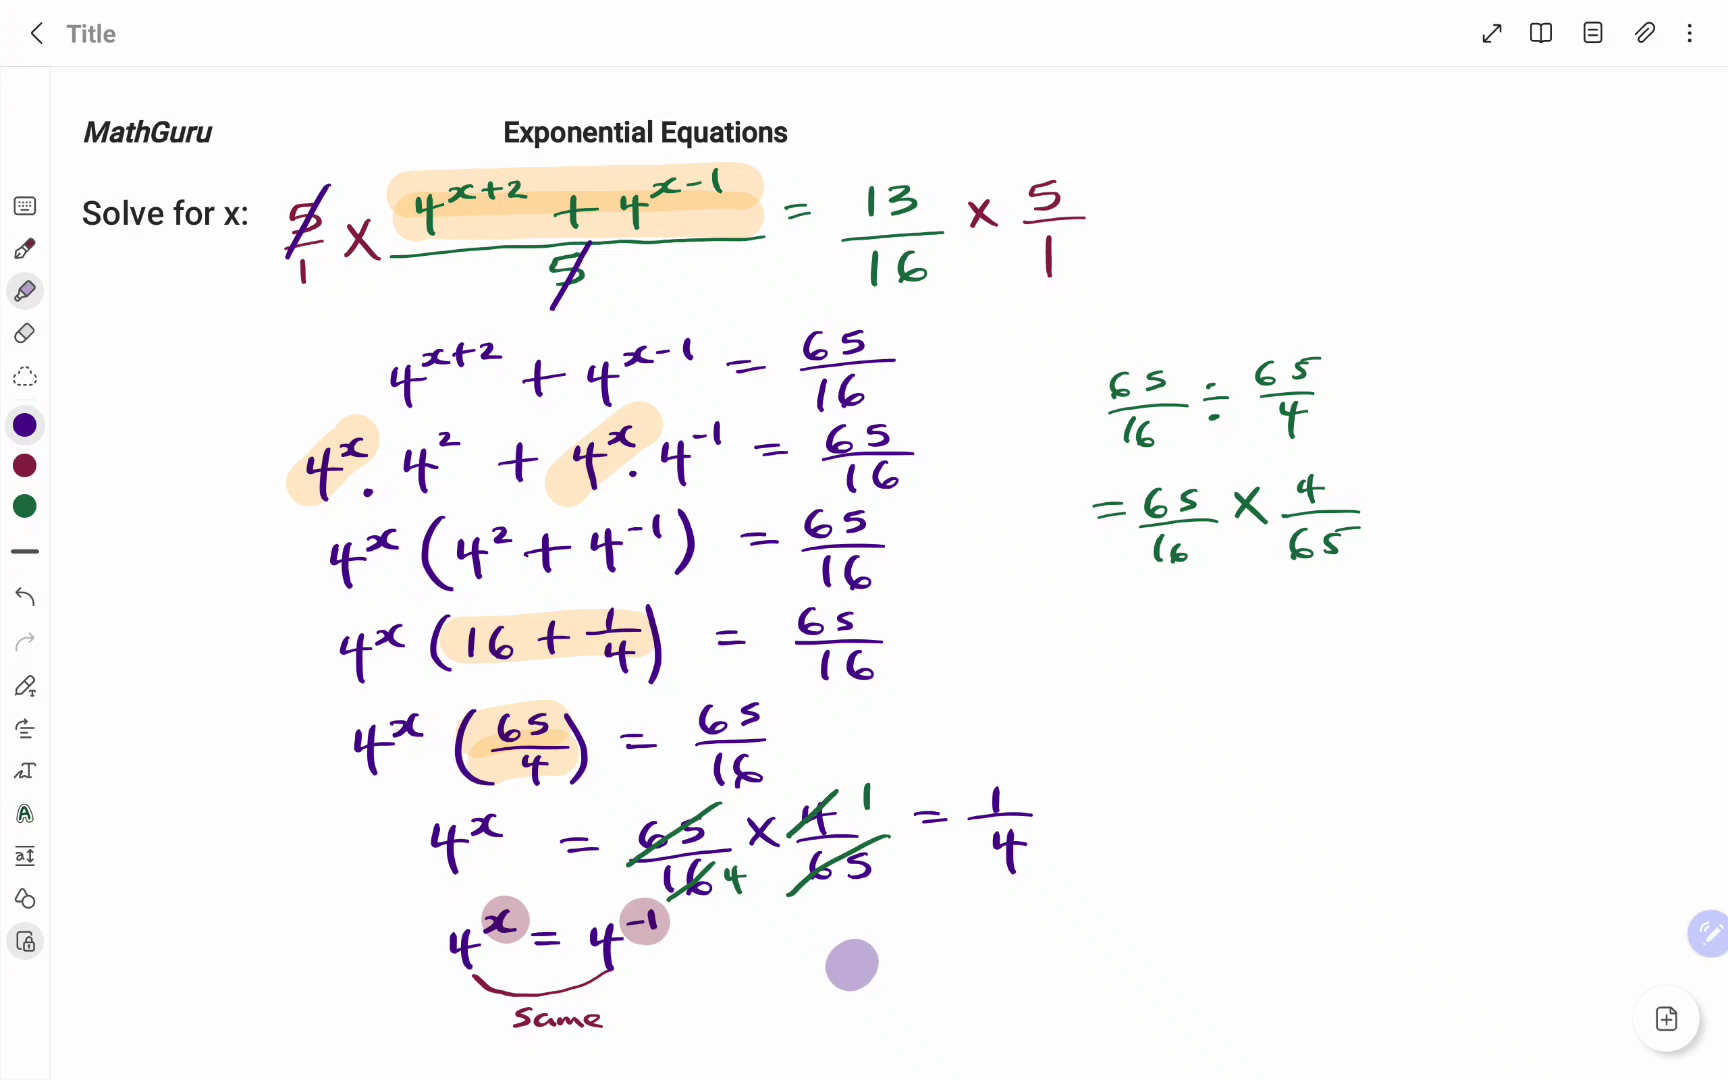 Title
MathGuru Exponential Equations
Solve for x: 5/1 × (4^(x+2) + 4^(x-1))/5 = 13/16 × 5/1
4^(x+2) + 4^(x-1) = 65/16
4^x . 4^2 + 4^x . 4^-1 = 65/16
4^x (4^2 + 4^-1) = 65/16
4^x (16 + 1/4) = 65/16
4^x (65/4) = 65/16
4^x = 65/16 4 × 4/65 1 = 1/4
4^x = 4^-1
same
65/16 ÷ 65/4
= 65/16 × 4/65